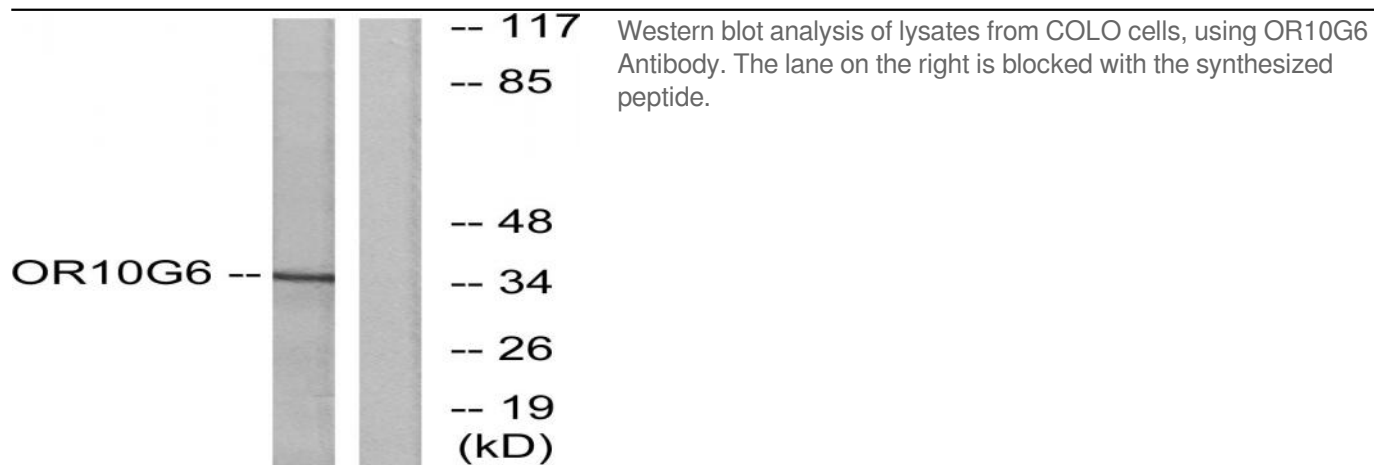 -- 117
-- 85
-- 48
OR10G6 --
-- 34
-- 26
-- 19
(kD)
Western blot analysis of lysates from COLO cells, using OR10G6
Antibody. The lane on the right is blocked with the synthesized
peptide.